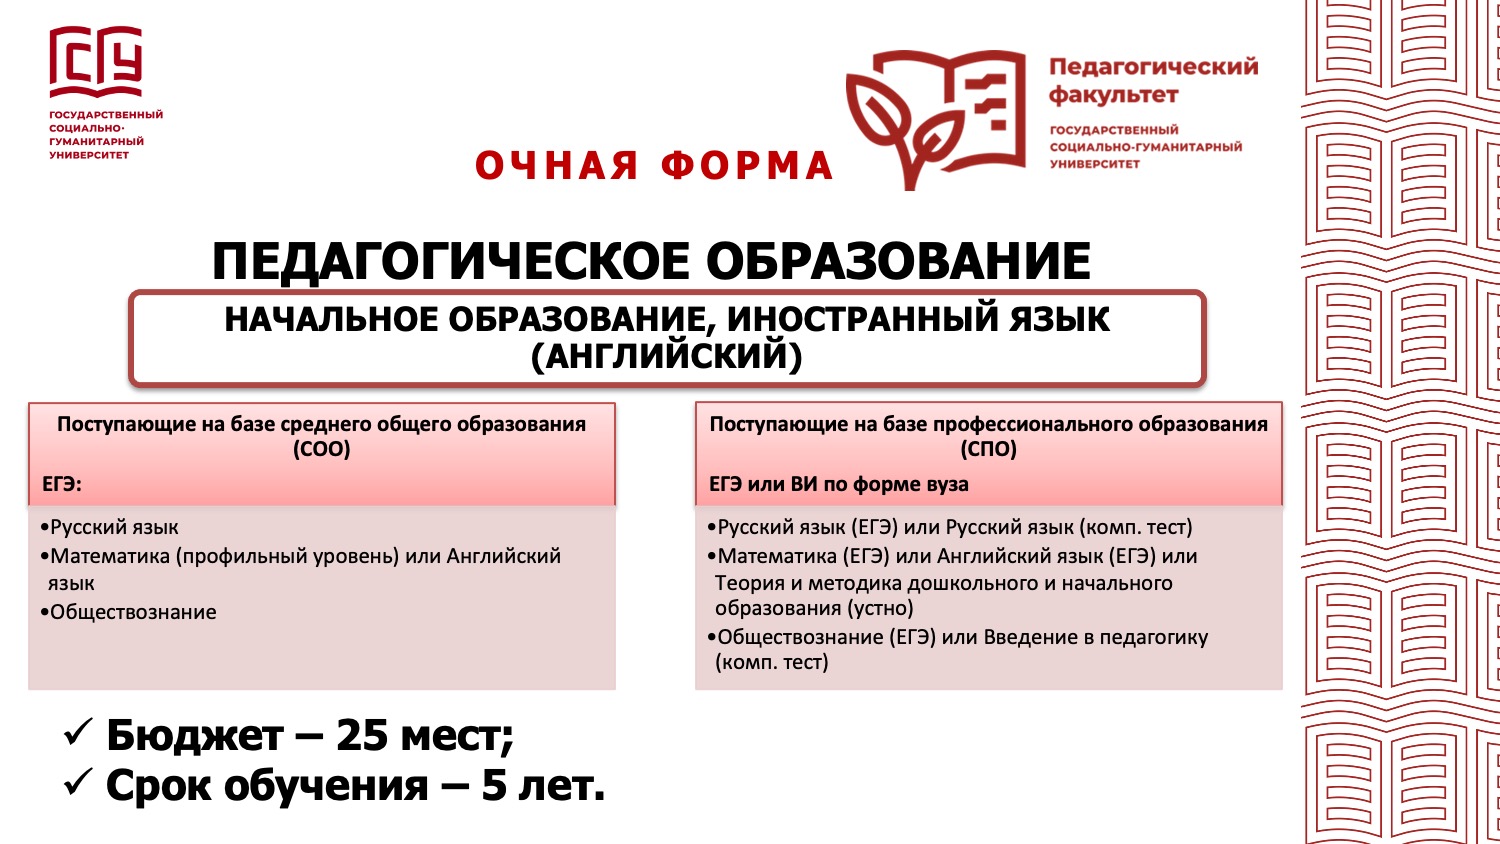 ГСГУ
ГОСУДАРСТВЕННЫЙ
СОЦИАЛЬНО-
ГУМАНИТАРНЫЙ
УНИВЕРСИТЕТ
Педагогический
факультет
ГОСУДАРСТВЕННЫЙ
СОЦИАЛЬНО-ГУМАНИТАРНЫЙ
УНИВЕРСИТЕТ
ОЧНАЯ ФОРМА
ПЕДАГОГИЧЕСКОЕ ОБРАЗОВАНИЕ
НАЧАЛЬНОЕ ОБРАЗОВАНИЕ, ИНОСТРАННЫЙ ЯЗЫК
(АНГЛИЙСКИЙ)
Поступающие на базе среднего общего образования
(СОО)
ЕГЭ:
•Русский язык
•Математика (профильный уровень) или Английский
язык
•Обществознание
Поступающие на базе профессионального образования
(СПО)
ЕГЭ или ВИ по форме вуза
•Русский язык (ЕГЭ) или Русский язык (комп. тест)
•Математика (ЕГЭ) или Английский язык (ЕГЭ) или
Теория и методика дошкольного и начального
образования (устно)
•Обществознание (ЕГЭ) или Введение в педагогику
(комп. тест)
✓ Бюджет – 25 мест;
✓ Срок обучения – 5 лет.